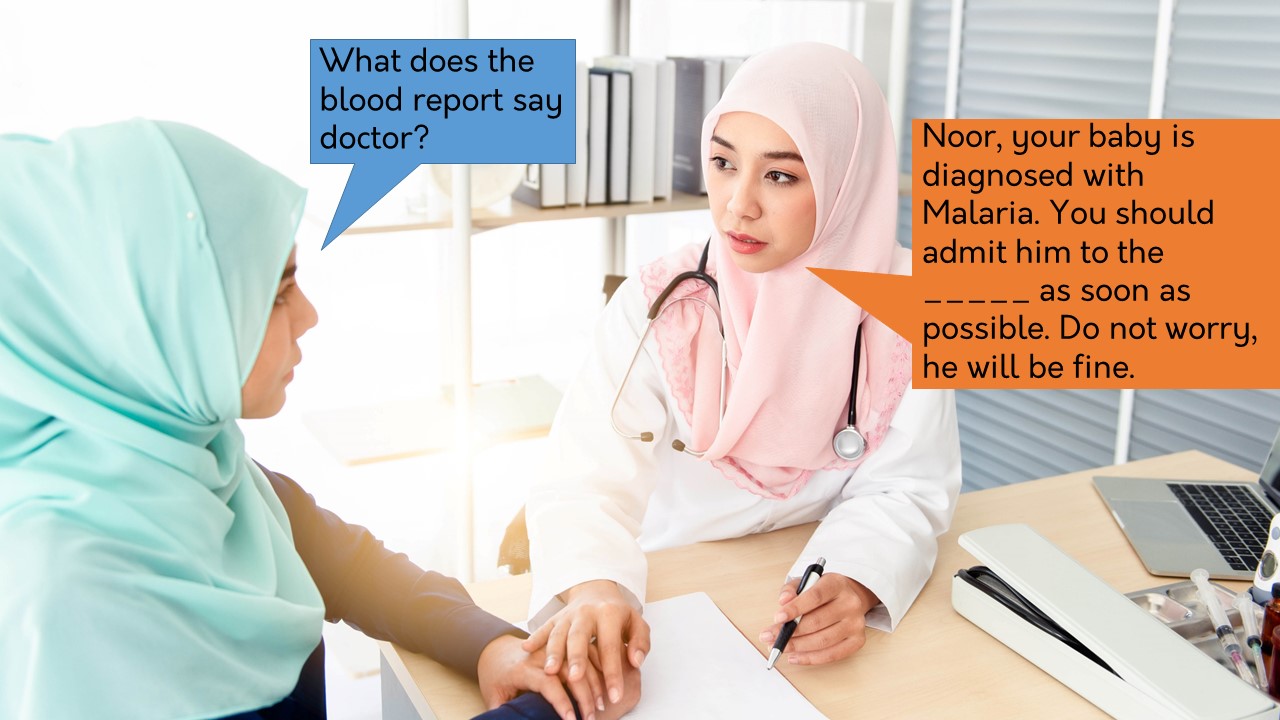 What does the
blood report say
doctor?
Noor, your baby is
diagnosed with
Malaria. You should
admit him to the
_____ as soon as
possible. Do not worry,
he will be fine.